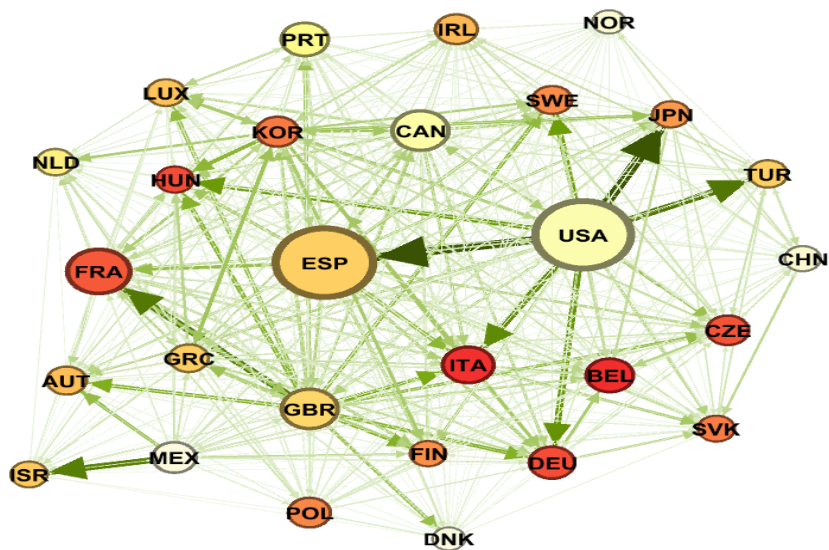 NOR
IRL
PRT
LUX
SWE
JPN
KOR
CAN
NLD
HUN
TUR
USA
ESP
CHN
FRA
CZE
GRC
ITA
AUT
BEL
GBR
SVK
MEX
FIN
DEU
ISR
POL
DNK